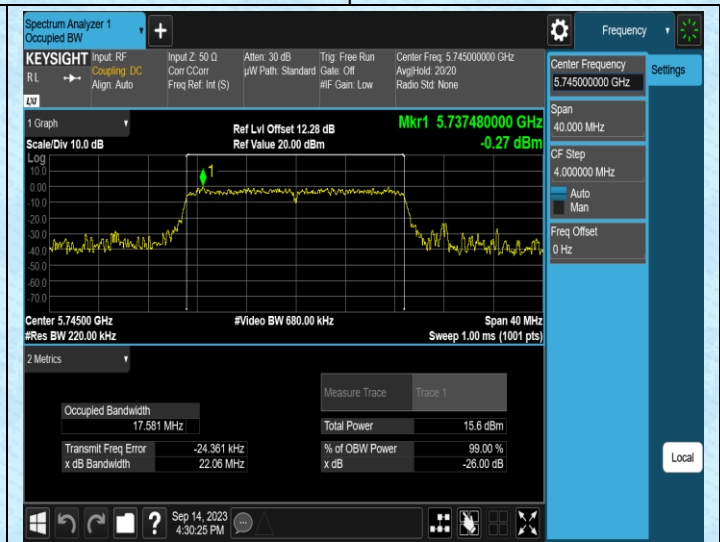 Spectrum Analyzer 1
Occupied BW
+
Frequency
KEYSIGHT
R L
LXI
Input: RF
Coupling: DC
Align: Auto
Input Z: 50 Ω
Corr CCorr
Freq Ref: Int (S)
Atten: 30 dB
µW Path: Standard
Trig: Free Run
Gate: Off
#IF Gain: Low
Center Freq: 5.745000000 GHz
Avg|Hold: 20/20
Radio Std: None
Center Frequency
5.745000000 GHz
Settings
Span
40.000 MHz
CF Step
4.000000 MHz
Auto
Man
Freq Offset
0 Hz
Local
1 Graph
Scale/Div 10.0 dB
Ref Lvl Offset 12.28 dB
Ref Value 20.00 dBm
Mkr1 5.737480000 GHz
-0.27 dBm
Log
10.0
0.00
-10.0
-20.0
-30.0
-40.0
-50.0
-60.0
-70.0
1
Center 5.74500 GHz
#Res BW 220.00 kHz
#Video BW 680.00 kHz
Span 40 MHz
Sweep 1.00 ms (1001 pts)
2 Metrics
Measure Trace
Trace 1
Occupied Bandwidth
17.581 MHz
Total Power
15.6 dBm
Transmit Freq Error
-24.361 kHz
% of OBW Power
99.00 %
x dB Bandwidth
22.06 MHz
x dB
-26.00 dB
?
Sep 14, 2023
4:30:25 PM